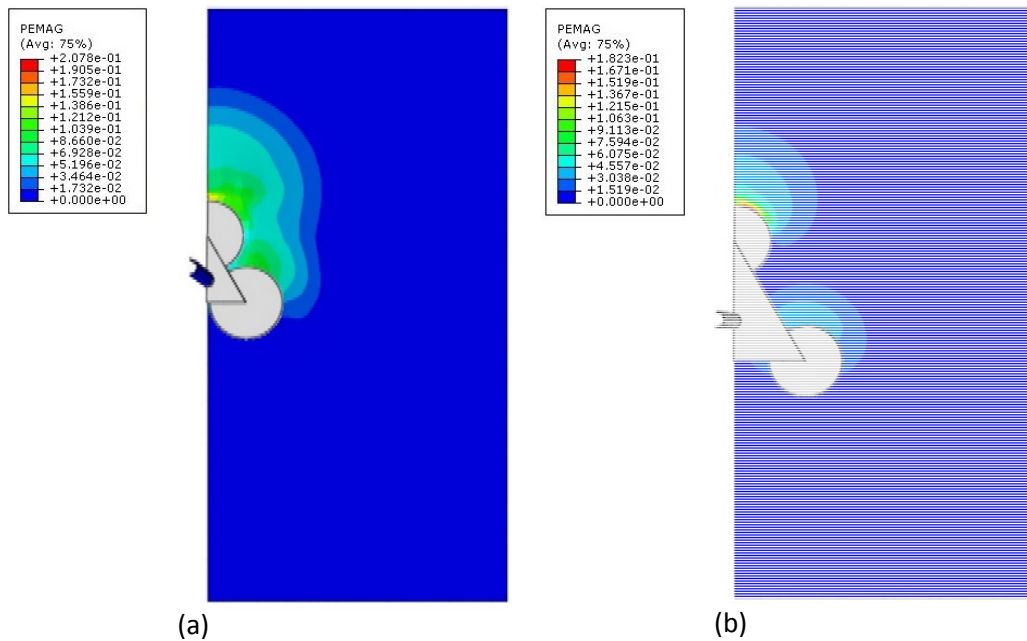 PEMAG
(Avg: 75%)
+2.078e-01
+1.905e-01
+1.732e-01
+1.559e-01
+1.386e-01
+1.212e-01
+1.039e-01
+8.660e-02
+6.928e-02
+5.196e-02
+3.464e-02
+1.732e-02
+0.000e+00
PEMAG
(Avg: 75%)
+1.823e-01
+1.671e-01
+1.519e-01
+1.367e-01
+1.215e-01
+1.063e-01
+9.113e-02
+7.594e-02
+6.075e-02
+4.557e-02
+3.038e-02
+1.519e-02
+0.000e+00
(a)
(b)